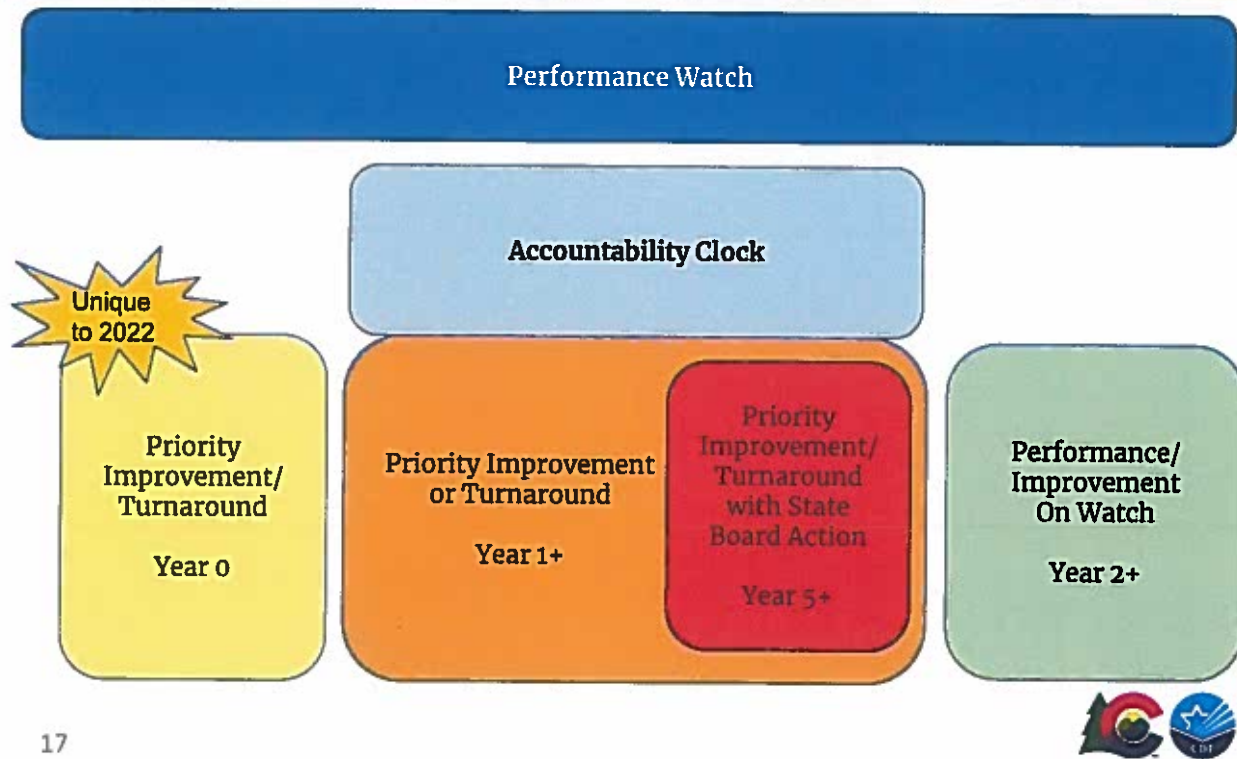 Performance Watch
Accountability Clock
Unique
to 2022
Priority
Improvement/
Turnaround
Year 0
Priority Improvement
or Turnaround
Year 1+
Priority
Improvement/
Turnaround
with State
Board Action
Year 5+
Performance/
Improvement
On Watch
Year 2+
17
CDE